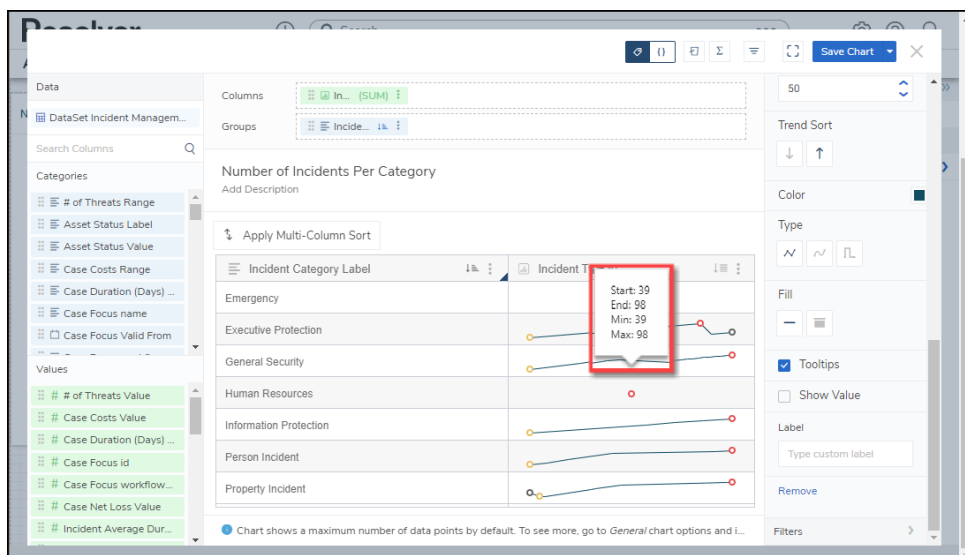 Save Chart
Data
DataSet Incident Managem...
Search Columns
Categories
# of Threats Range
Asset Status Label
Asset Status Value
Case Costs Range
Case Duration (Days) ...
Case Focus name
Case Focus Valid From
Values
# # of Threats Value
# Case Costs Value
# Case Duration (Days) ...
# Case Focus id
# Case Focus workflow...
# Case Net Loss Value
# Incident Average Dur...
Columns
In... (SUM)
Groups
Incide...
Number of Incidents Per Category
Add Description
Apply Multi-Column Sort
Incident Category Label
Incident
Start: 39
End: 98
Min: 39
Max: 98
Emergency
Executive Protection
General Security
Human Resources
Information Protection
Person Incident
Property Incident
Chart shows a maximum number of data points by default. To see more, go to General chart options and i...
50
Trend Sort
Color
Type
Fill
Tooltips
Show Value
Label
Type custom label
Remove
Filters